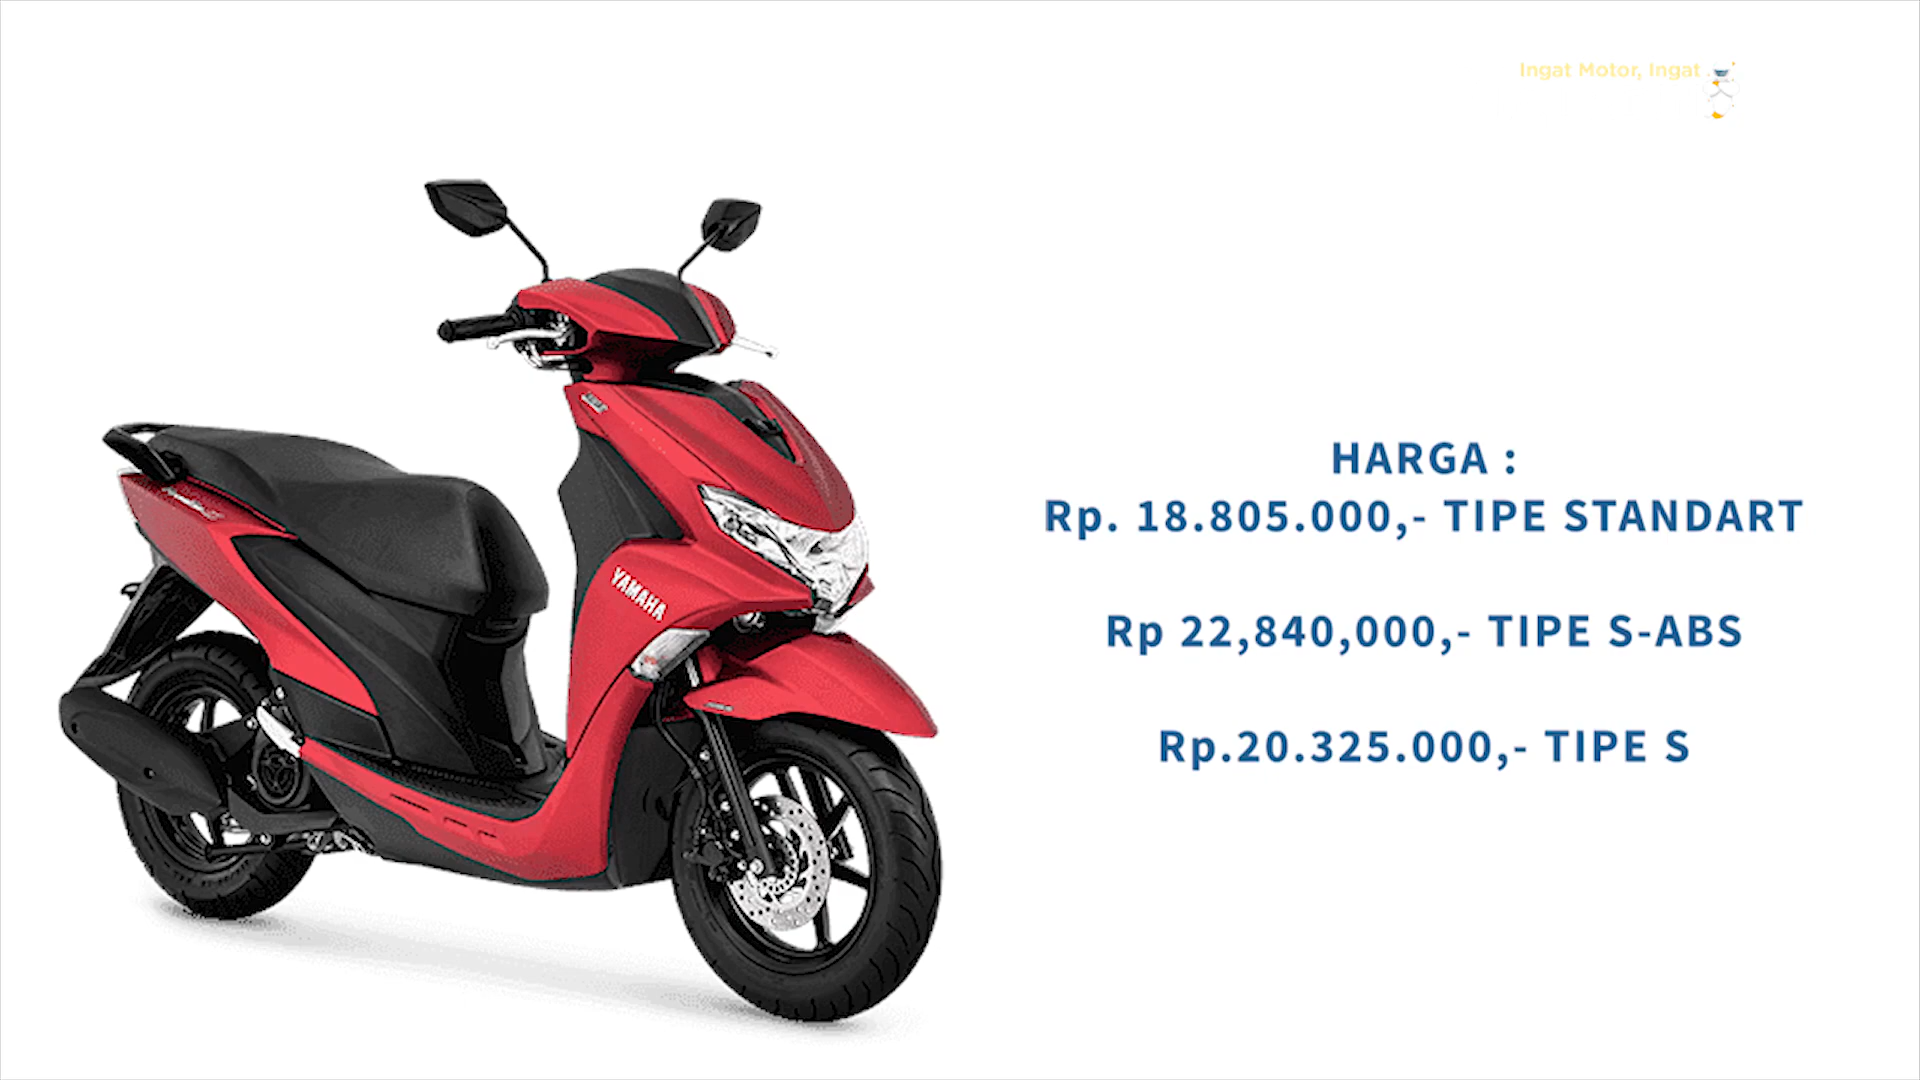 Ingat Motor, Ingat
HARGA :
Rp. 18.805.000,- TIPE STANDART
Rp 22,840,000,- TIPE S-ABS
Rp.20.325.000,- TIPE S
YAMAHA